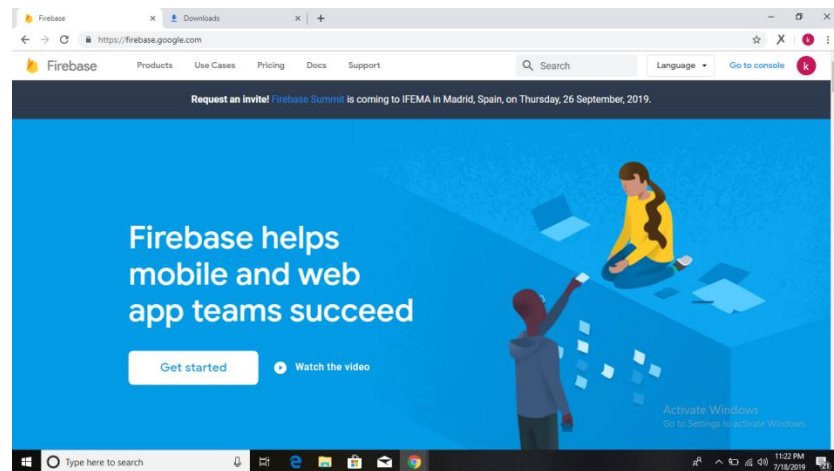 Firebase
Downloads
https://firebase.google.com
k
Firebase
Products
Use Cases
Pricing
Docs
Support
Search
Language
Go to console
k
Request an invite! Firebase Summit is coming to IFEMA in Madrid, Spain, on Thursday, 26 September, 2019.
Firebase helps
mobile and web
app teams succeed
Get started
Watch the video
Activate Windows
Go to Settings to activate Windows.
Type here to search
11:22 PM
7/18/2019